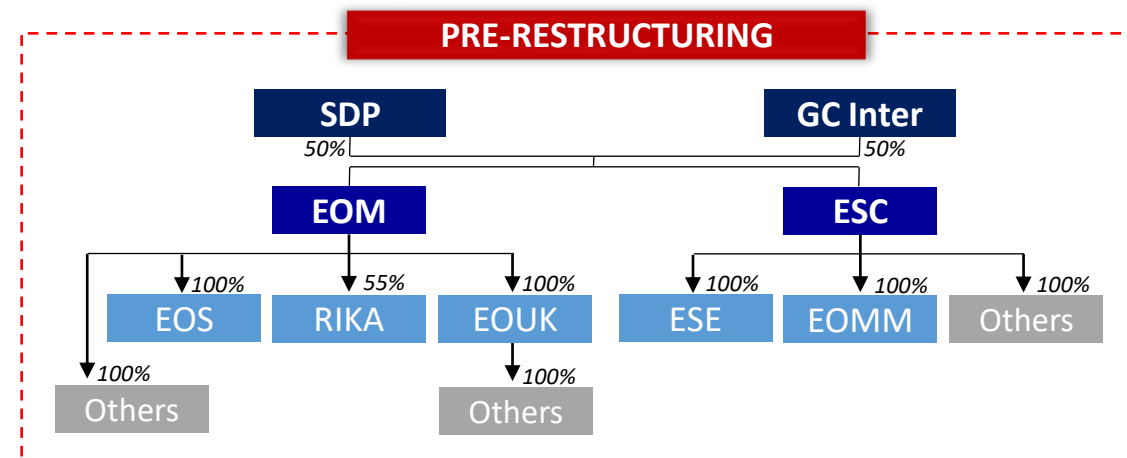 PRE-RESTRUCTURING
SDP
GC Inter
50%
50%
EOM
ESC
100%
55%
100%
100%
100%
100%
EOS
RIKA
EOUK
ESE
EOMM
Others
100%
100%
Others
Others